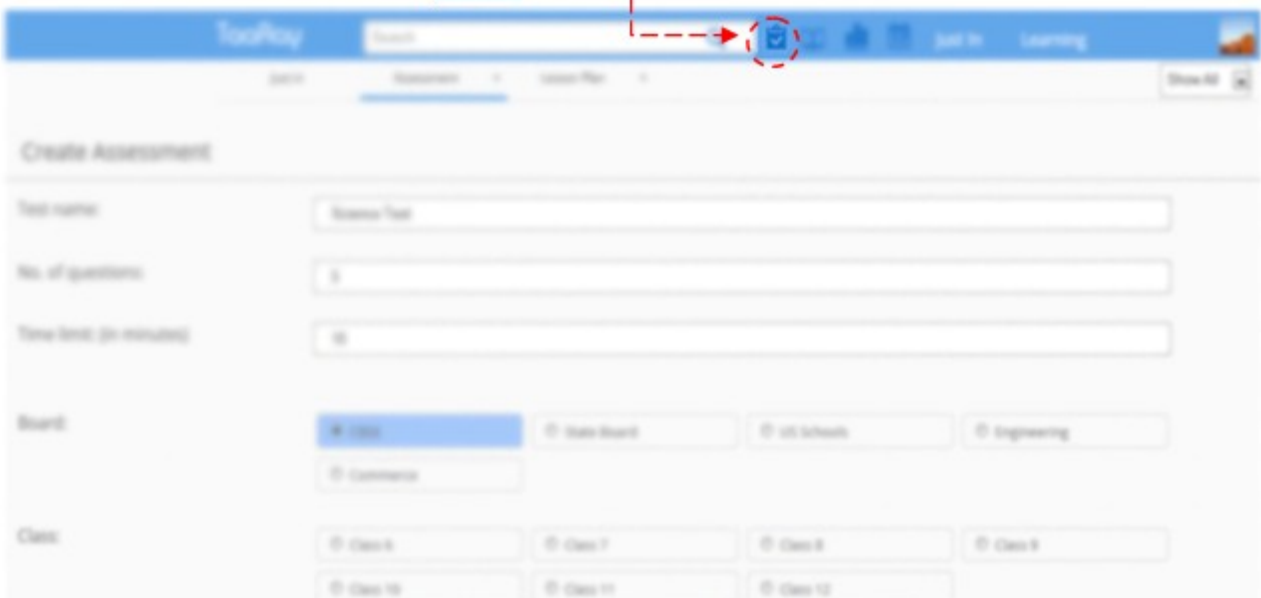 TooRay Search Just In Learning
Just In Assessment Lesson Plan Show All
Create Assessment
Test name: Science Test
No. of questions: 5
Time limit: (in minutes) 10
Board: CBSE State Board US Schools Engineering
Commerce
Class: Class 6 Class 7 Class 8 Class 9
Class 10 Class 11 Class 12